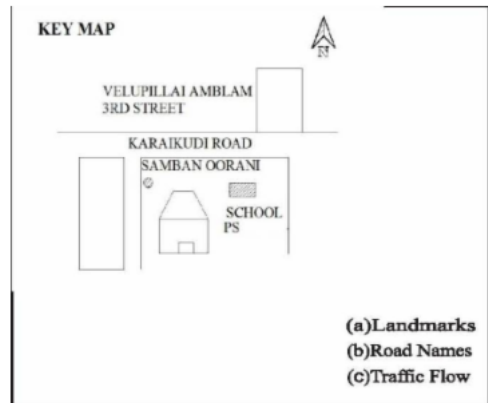 KEY MAP
N
VELUPILLAI AMBLAM
3RD STREET
KARAIKUDI ROAD
SAMBAN OORANI
SCHOOL
PS
(a)Landmarks
(b)Road Names
(c)Traffic Flow